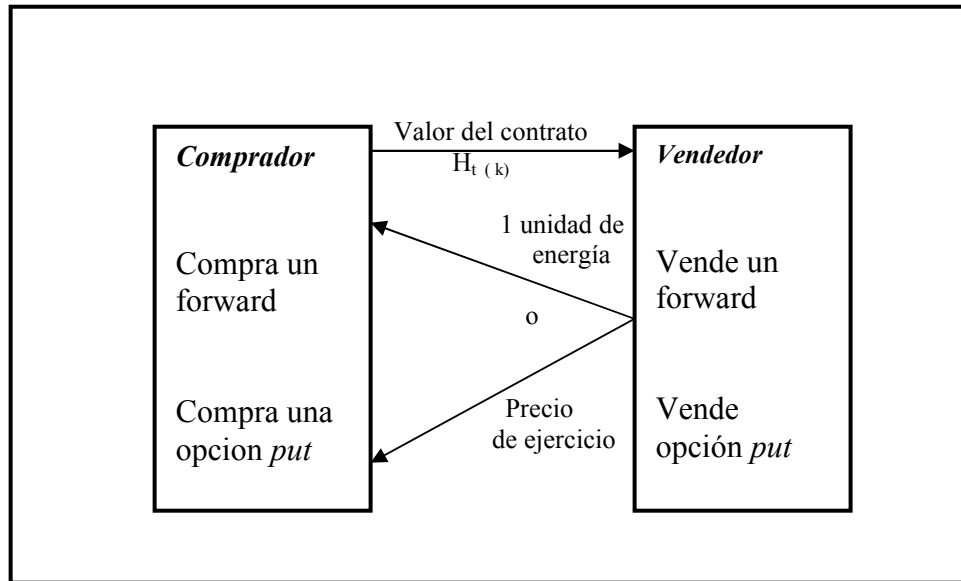 Comprador
Compra un
forward
Compra una
opcion put
Valor del contrato
Ht ( k)
1 unidad de
energía
o
Precio
de ejercicio
Vendedor
Vende un
forward
Vende
opción put